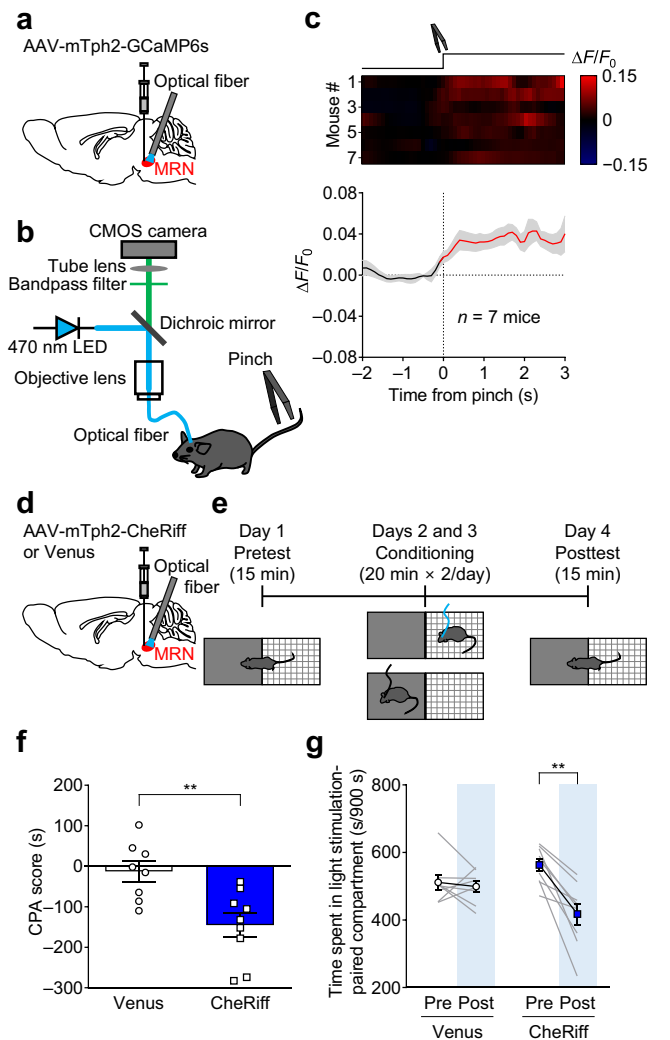 a
AAV-mTph2-GCaMP6s
Optical fiber
MRN
b
CMOS camera
Tube lens
Bandpass filter
Dichroic mirror
470 nm LED
Objective lens
Pinch
Optical fiber
c
ΔF/F0
Mouse #
1
3
5
7
0.15
0
−0.15
ΔF/F0
0.08
0.04
0.00
−0.04
−0.08
n = 7 mice
−2 −1 0 1 2 3
Time from pinch (s)
d
AAV-mTph2-CheRiff
or Venus
Optical
fiber
MRN
e
Day 1
Pretest
(15 min)
Days 2 and 3
Conditioning
(20 min × 2/day)
Day 4
Posttest
(15 min)
f
CPA score (s)
200
100
0
−100
−200
−300
**
Venus CheRiff
g
Time spent in light stimulation-
paired compartment (s/900 s)
800
600
400
200
**
Pre Post Pre Post
Venus CheRiff